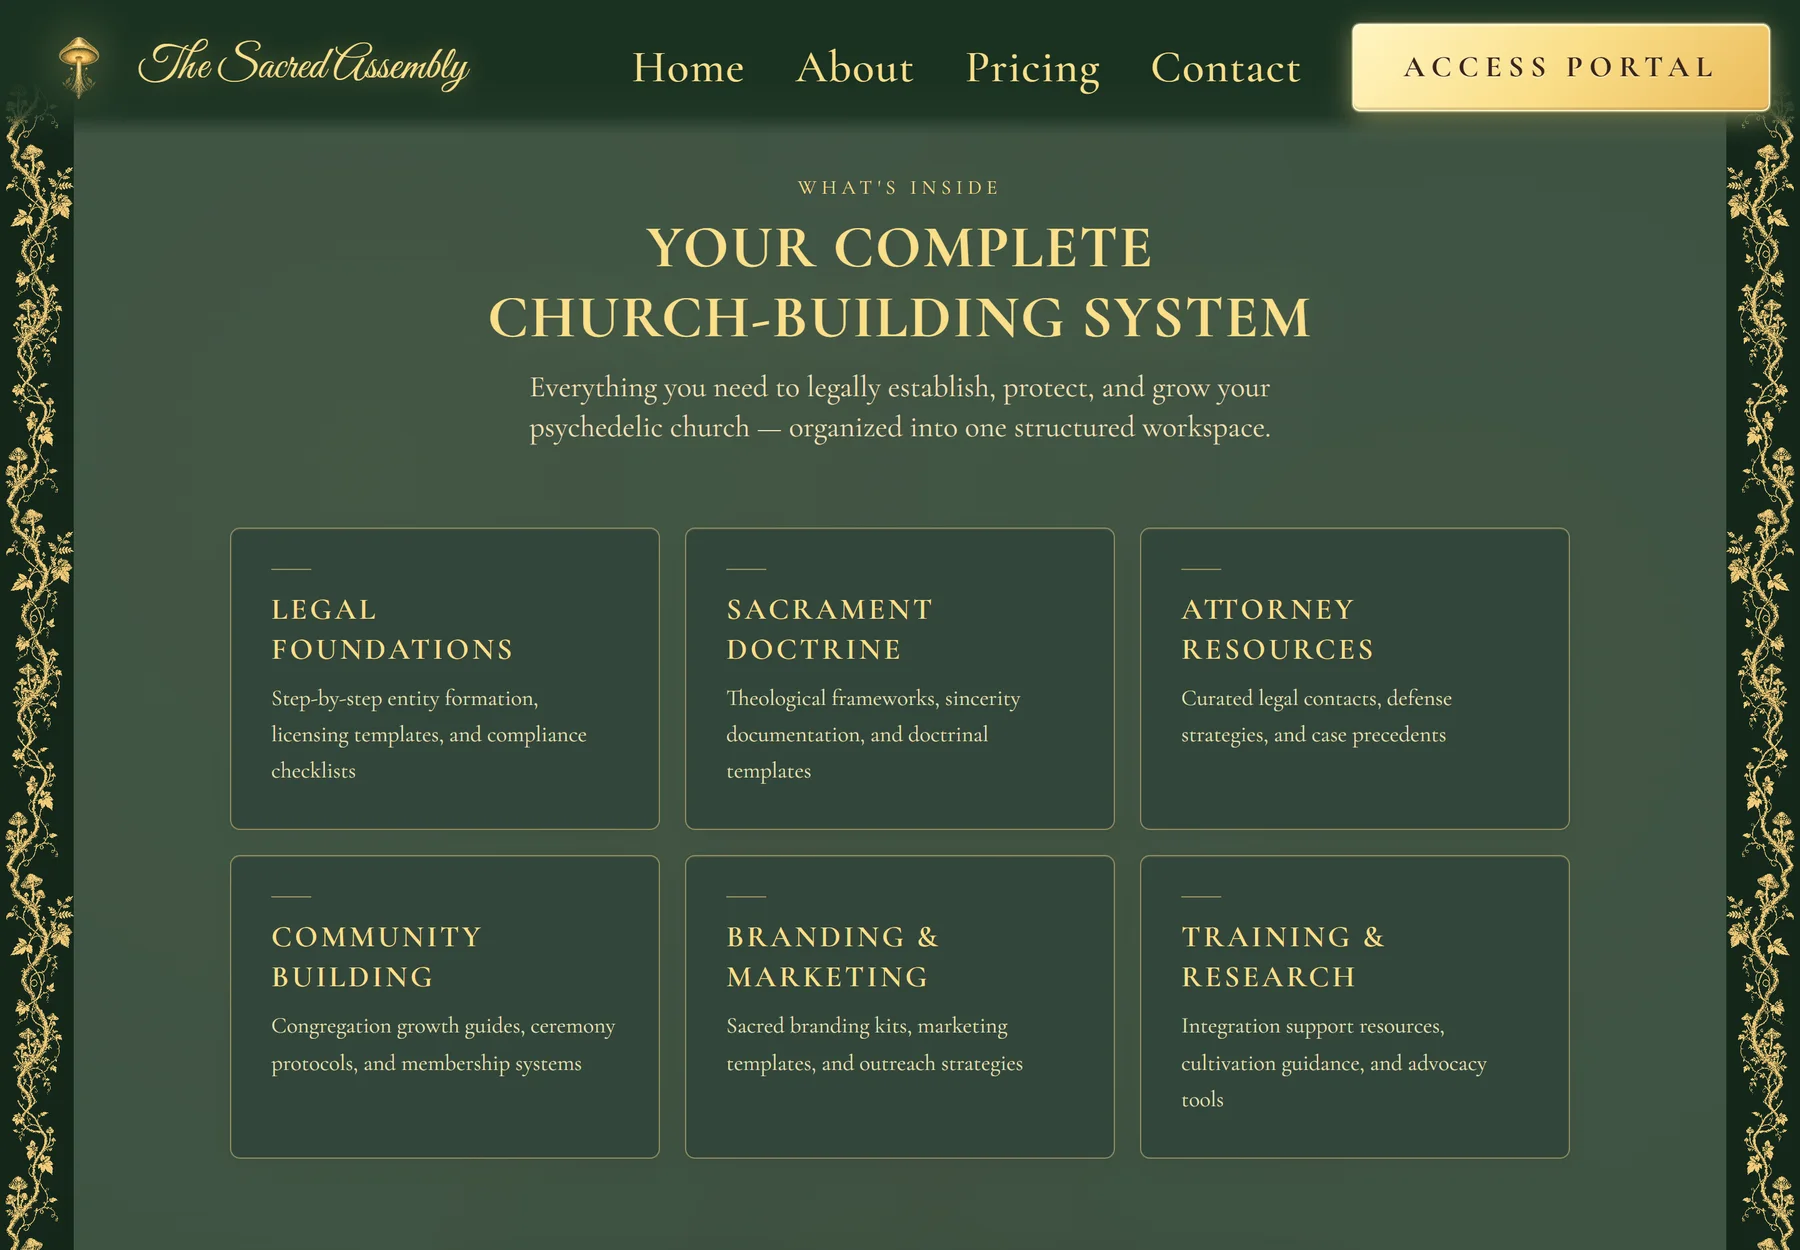 The Sacred Assembly
Home About Pricing Contact ACCESS PORTAL
WHAT'S INSIDE
YOUR COMPLETE
CHURCH-BUILDING SYSTEM
Everything you need to legally establish, protect, and grow your
psychedelic church — organized into one structured workspace.
LEGAL
FOUNDATIONS
Step-by-step entity formation,
licensing templates, and compliance
checklists
SACRAMENT
DOCTRINE
Theological frameworks, sincerity
documentation, and doctrinal
templates
ATTORNEY
RESOURCES
Curated legal contacts, defense
strategies, and case precedents
COMMUNITY
BUILDING
Congregation growth guides, ceremony
protocols, and membership systems
BRANDING &
MARKETING
Sacred branding kits, marketing
templates, and outreach strategies
TRAINING &
RESEARCH
Integration support resources,
cultivation guidance, and advocacy
tools